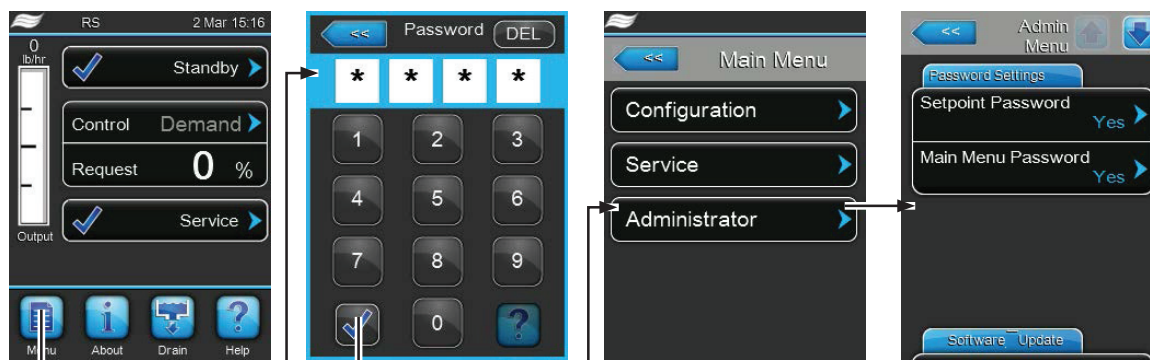 RS 2 Mar 15:16
0
lb/hr
Standby
Control Demand
Request 0 %
Service
Output
Menu About Drain Help
<< Password DEL
* * * *
1 2 3
4 5 6
7 8 9
0 ?
<< Main Menu
Configuration
Service
Administrator
<< Admin
Menu
Password Settings
Setpoint Password
Yes
Main Menu Password
Yes
Software Update